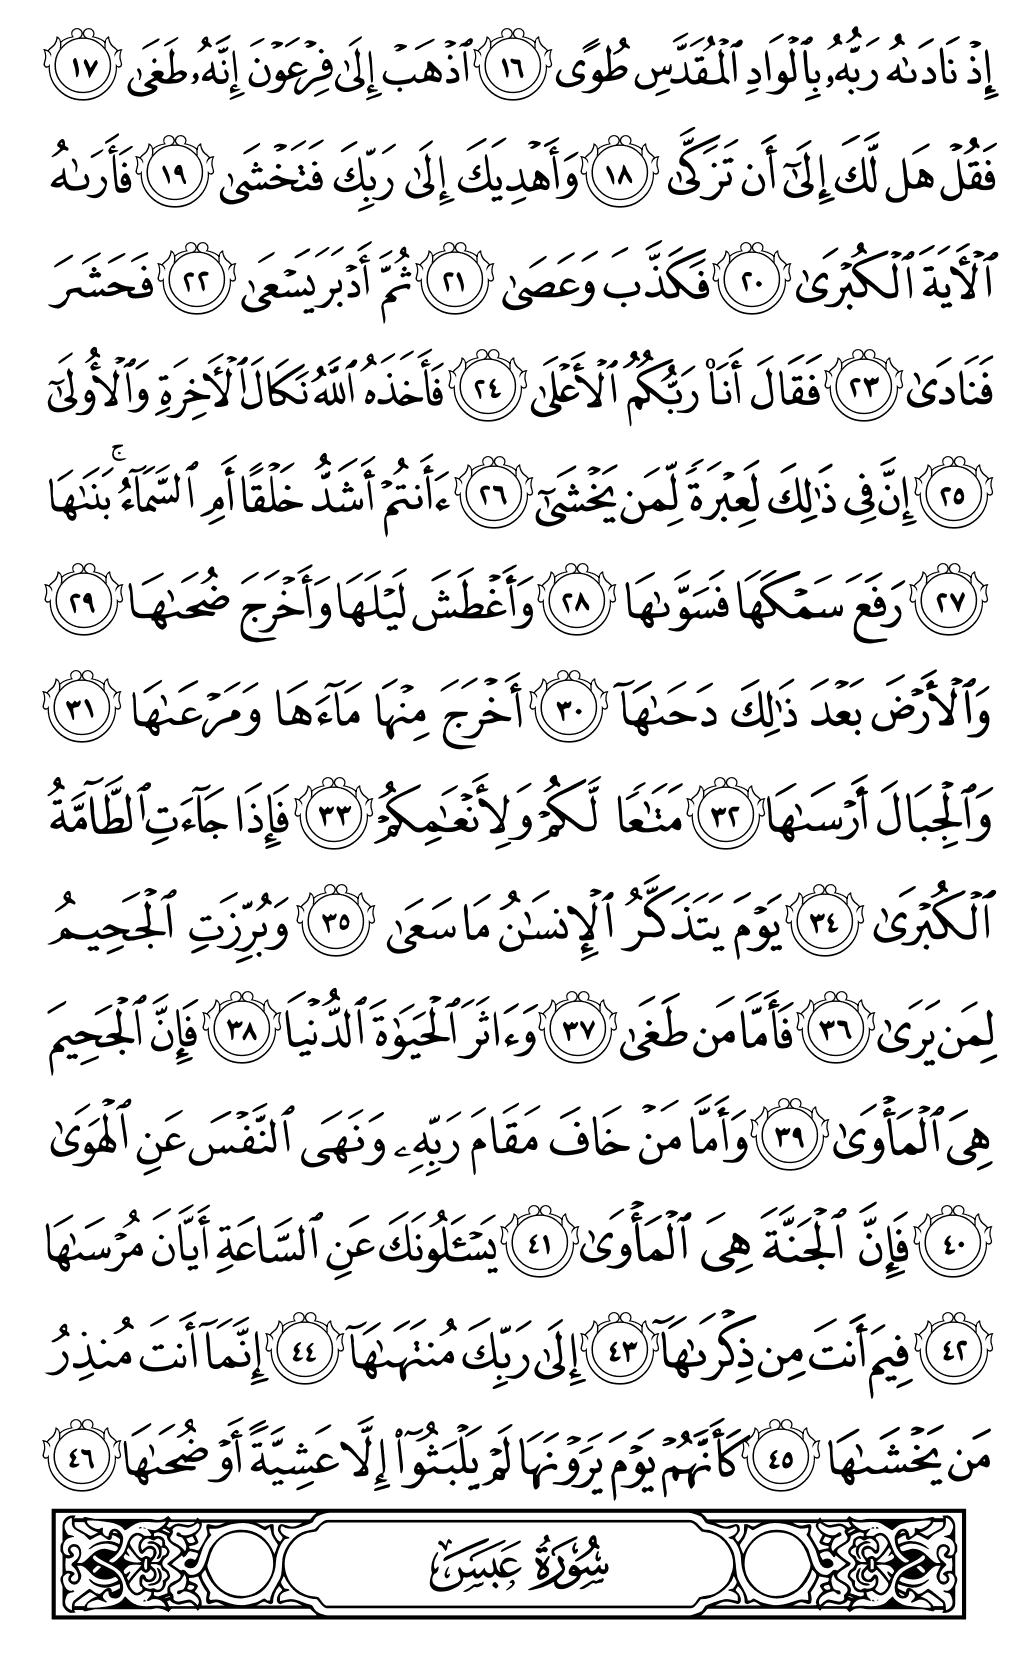 إِذۡ نَادَىٰهُ رَبُّهُۥ بِٱلۡوَادِ ٱلۡمُقَدَّسِ طُوًى ١٦ ٱذۡهَبۡ إِلَىٰ فِرۡعَوۡنَ إِنَّهُۥ طَغَىٰ ١٧
فَقُلۡ هَل لَّكَ إِلَىٰٓ أَن تَزَكَّىٰ ١٨ وَأَهۡدِيَكَ إِلَىٰ رَبِّكَ فَتَخۡشَىٰ ١٩ فَأَرَىٰهُ
ٱلۡأٓيَةَ ٱلۡكُبۡرَىٰ ٢٠ فَكَذَّبَ وَعَصَىٰ ٢١ ثُمَّ أَدۡبَرَ يَسۡعَىٰ ٢٢ فَحَشَرَ
فَنَادَىٰ ٢٣ فَقَالَ أَنَا۠ رَبُّكُمُ ٱلۡأَعۡلَىٰ ٢٤ فَأَخَذَهُ ٱللَّهُ نَكَالَ ٱلۡأٓخِرَةِ وَٱلۡأُولَىٰٓ
٢٥ إِنَّ فِي ذَٰلِكَ لَعِبۡرَةٗ لِّمَن يَخۡشَىٰٓ ٢٦ ءَأَنتُمۡ أَشَدُّ خَلۡقًا أَمِ ٱلسَّمَآءُۚ بَنَىٰهَا
٢٧ رَفَعَ سَمۡكَهَا فَسَوَّىٰهَا ٢٨ وَأَغۡطَشَ لَيۡلَهَا وَأَخۡرَجَ ضُحَىٰهَا ٢٩
وَٱلۡأَرۡضَ بَعۡدَ ذَٰلِكَ دَحَىٰهَآ ٣٠ أَخۡرَجَ مِنۡهَا مَآءَهَا وَمَرۡعَىٰهَا ٣١
وَٱلۡجِبَالَ أَرۡسَىٰهَا ٣٢ مَتَٰعٗا لَّكُمۡ وَلِأَنۡعَٰمِكُمۡ ٣٣ فَإِذَا جَآءَتِ ٱلطَّآمَّةُ
ٱلۡكُبۡرَىٰ ٣٤ يَوۡمَ يَتَذَكَّرُ ٱلۡإِنسَٰنُ مَا سَعَىٰ ٣٥ وَبُرِّزَتِ ٱلۡجَحِيمُ
لِمَن يَرَىٰ ٣٦ فَأَمَّا مَن طَغَىٰ ٣٧ وَءَاثَرَ ٱلۡحَيَوٰةَ ٱلدُّنۡيَا ٣٨ فَإِنَّ ٱلۡجَحِيمَ
هِيَ ٱلۡمَأۡوَىٰ ٣٩ وَأَمَّا مَنۡ خَافَ مَقَامَ رَبِّهِۦ وَنَهَى ٱلنَّفۡسَ عَنِ ٱلۡهَوَىٰ
٤٠ فَإِنَّ ٱلۡجَنَّةَ هِيَ ٱلۡمَأۡوَىٰ ٤١ يَسۡـَٔلُونَكَ عَنِ ٱلسَّاعَةِ أَيَّانَ مُرۡسَىٰهَا
٤٢ فِيمَ أَنتَ مِن ذِكۡرَىٰهَآ ٤٣ إِلَىٰ رَبِّكَ مُنتَهَىٰهَآ ٤٤ إِنَّمَآ أَنتَ مُنذِرُ
مَن يَخۡشَىٰهَا ٤٥ كَأَنَّهُمۡ يَوۡمَ يَرَوۡنَهَا لَمۡ يَلۡبَثُوٓاْ إِلَّا عَشِيَّةً أَوۡ ضُحَىٰهَا ٤٦
سُورَةُ عَبَسَ